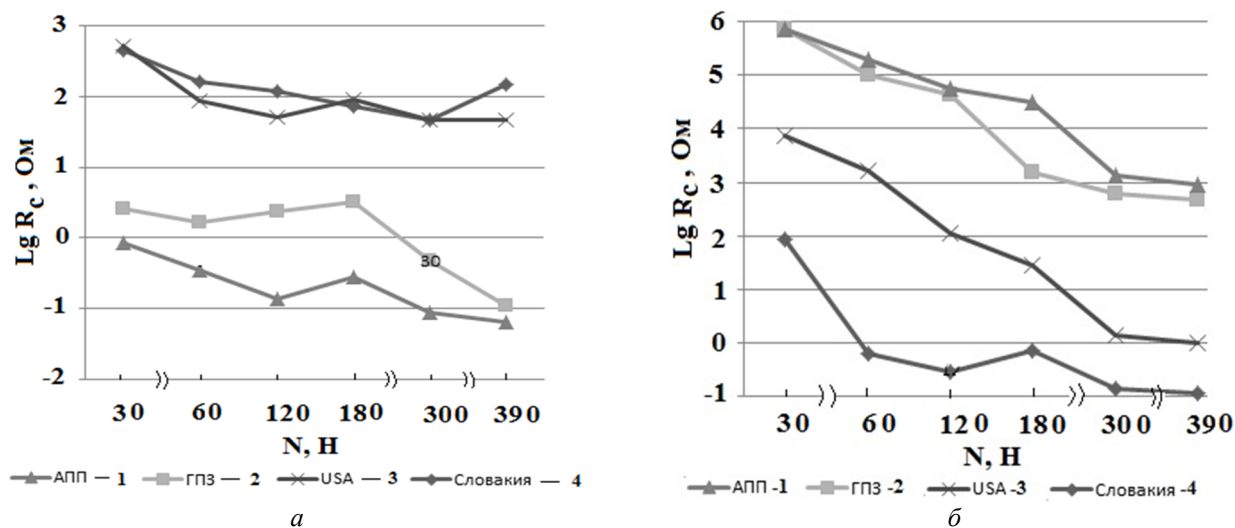 3
2
1
0
-1
-2
Lg R_C , Ом
30
30 60 120 180 300 390
N, Н
АПП — 1 ГПЗ — 2 USA — 3 Словакия — 4
а
6
5
4
3
2
1
0
-1
Lg R_C , Ом
30 60 120 180 300 390
N, Н
АПП -1 ГПЗ -2 USA -3 Словакия -4
б